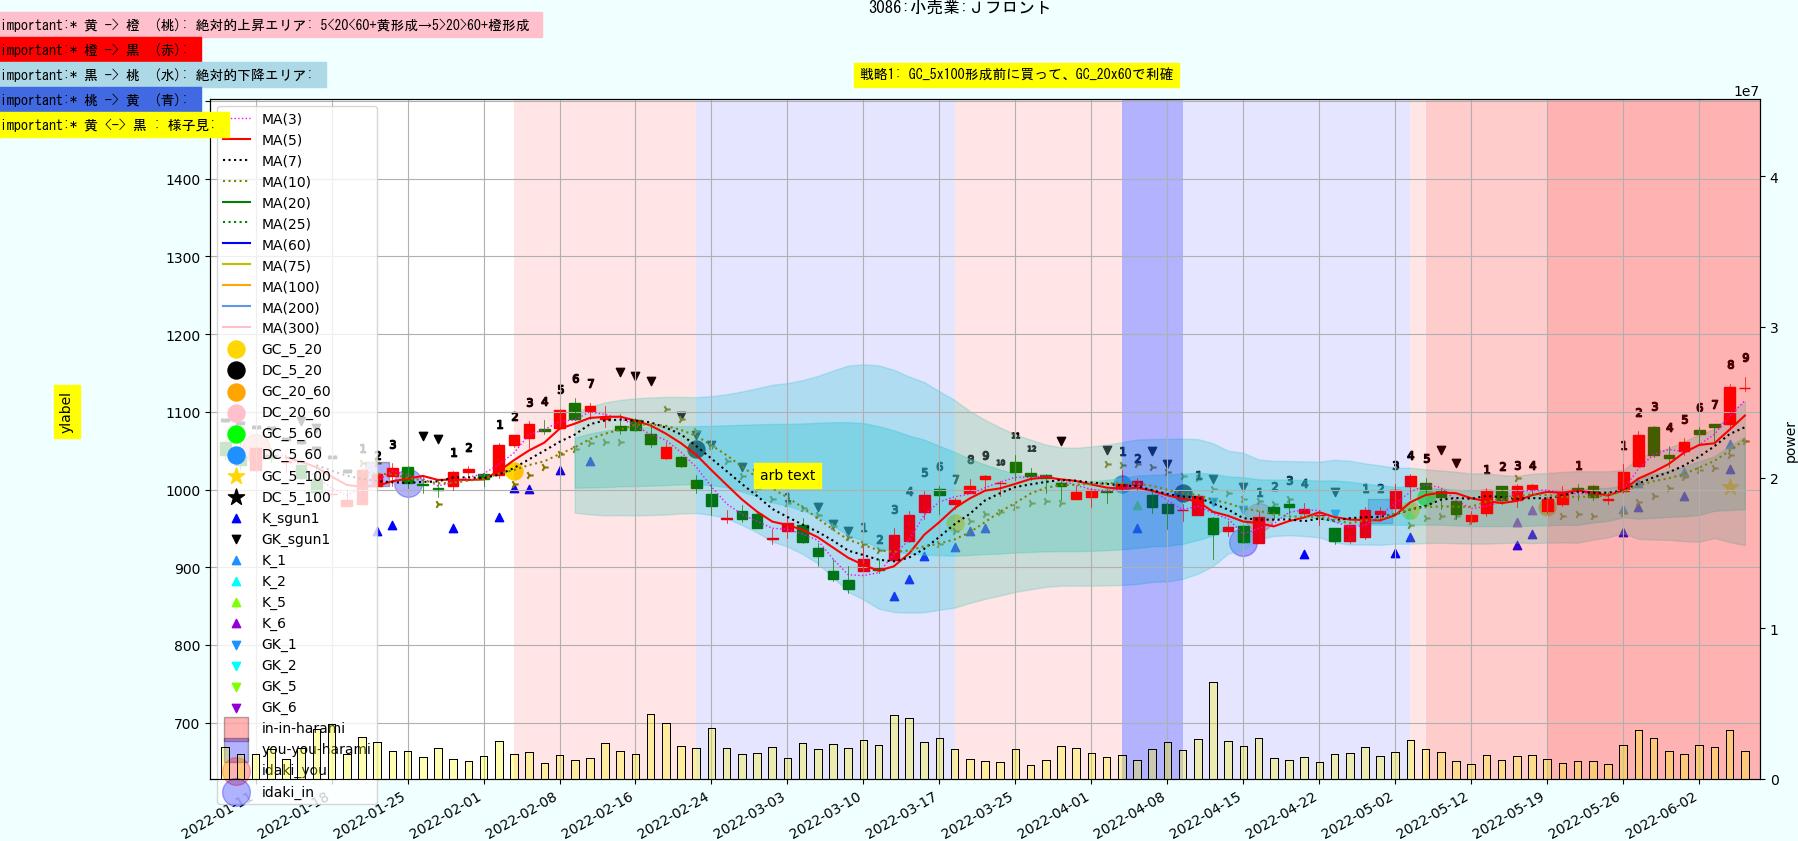 3086:小売業:Jフロント
important:* 黄 -> 橙 (桃): 絶対的上昇エリア: 5<20<60+黄形成→5>20>60+橙形成
important:* 橙 -> 黒 (赤):
important:* 黒 -> 桃 (水): 絶対的下降エリア:
important:* 桃 -> 黄 (青):
important:* 黄 <-> 黒 : 様子見:
戦略1: GC_5x100形成前に買って、GC_20x60で利確
1e7
MA(3)
MA(5)
MA(7)
MA(10)
MA(20)
MA(25)
MA(60)
MA(75)
MA(100)
MA(200)
MA(300)
GC_5_20
DC_5_20
GC_20_60
DC_20_60
GC_5_60
DC_5_60
GC_5_100
DC_5_100
K_sgun1
GK_sgun1
K_1
K_2
K_5
K_6
GK_1
GK_2
GK_5
GK_6
in-in-harami
you-you-harami
idaki_you
idaki_in
arb text
ylabel
power
1400
1300
1200
1100
1000
900
800
700
4
3
2
1
0
2022-01-11
2022-01-18
2022-01-25
2022-02-01
2022-02-08
2022-02-16
2022-02-24
2022-03-03
2022-03-10
2022-03-17
2022-03-25
2022-04-01
2022-04-08
2022-04-15
2022-04-22
2022-05-02
2022-05-12
2022-05-19
2022-05-26
2022-06-02